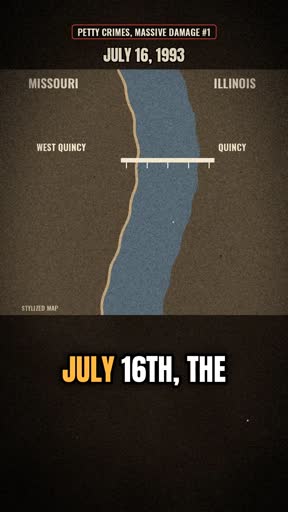 PETTY CRIMES, MASSIVE DAMAGE #1
JULY 16, 1993
MISSOURI
ILLINOIS
WEST QUINCY
QUINCY
STYLIZED MAP
JULY 16TH, THE